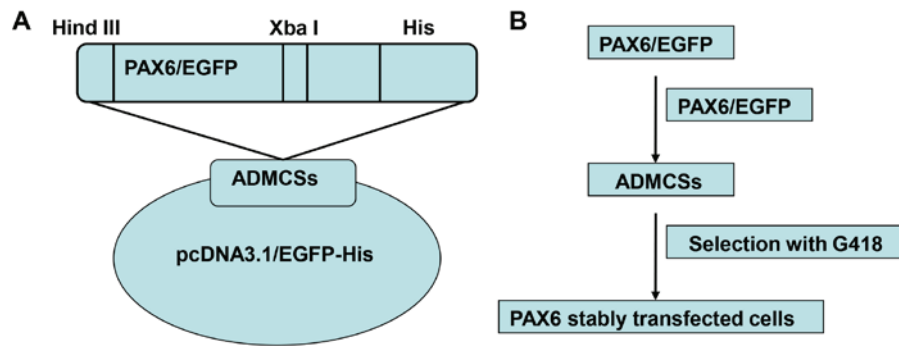 A
Hind III
Xba I
His
PAX6/EGFP
ADMCSs
pcDNA3.1/EGFP-His
B
PAX6/EGFP
PAX6/EGFP
ADMCSs
Selection with G418
PAX6 stably transfected cells